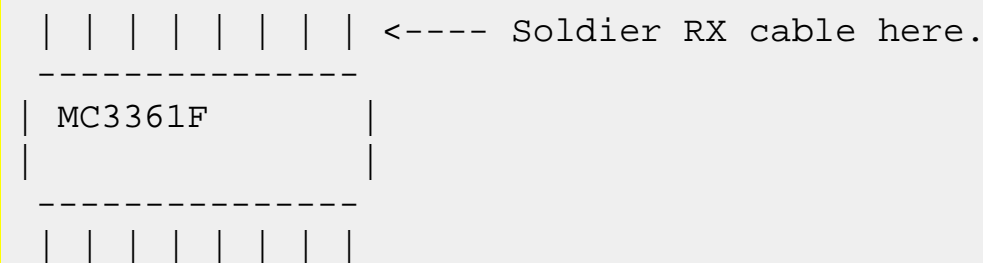 | | | | | | | | <---- Soldier RX cable here.
---------------
| MC3361F |
| |
---------------
| | | | | | | |